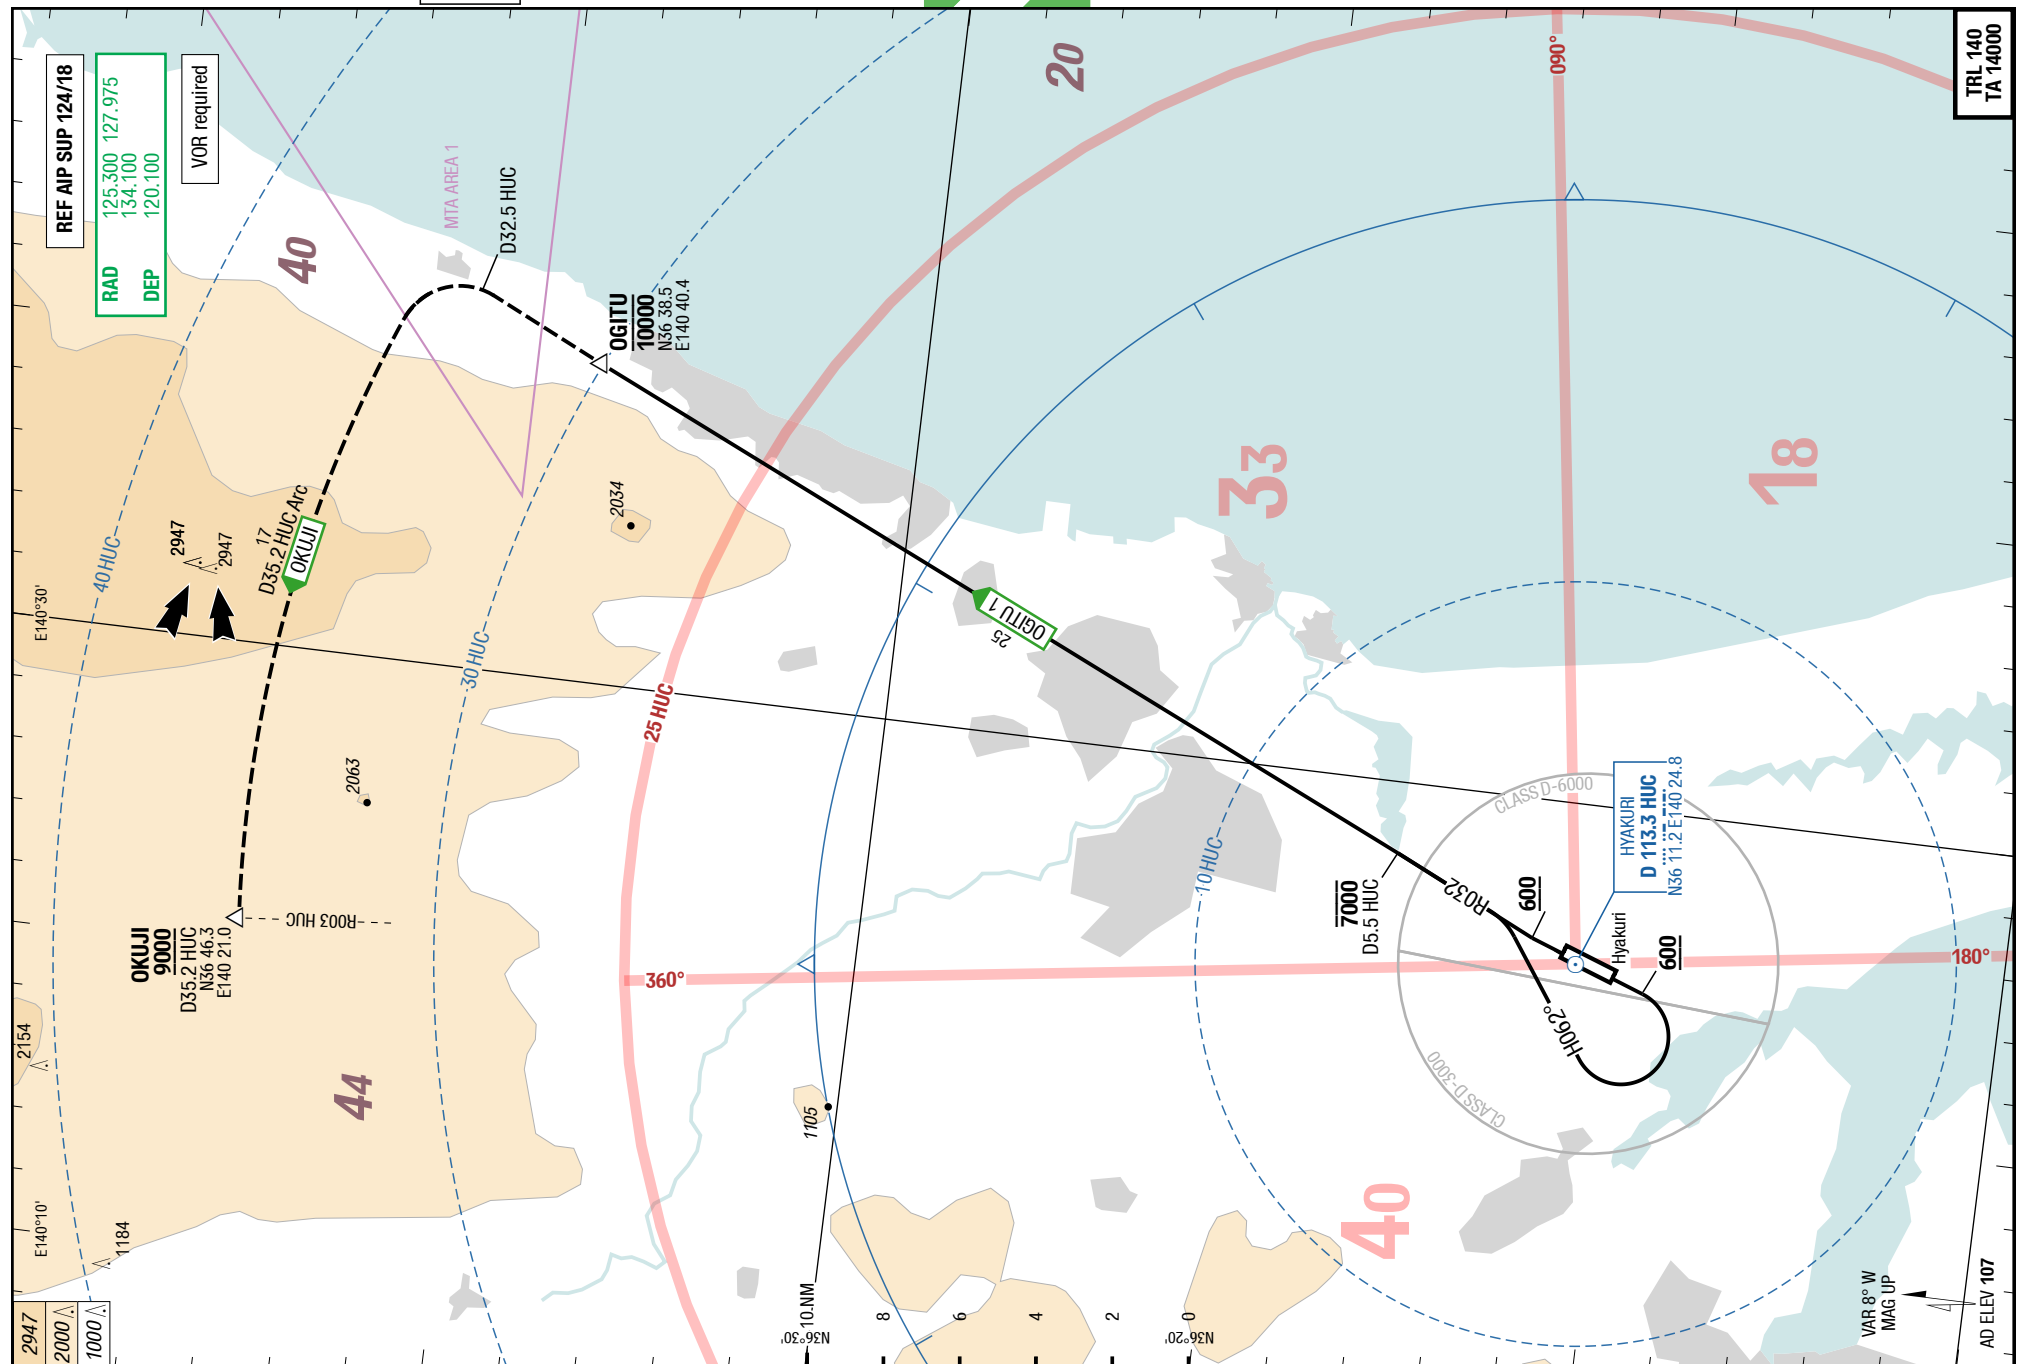 REF AIP SUP 124/18
RAD 125.300 127.975
134.100
DEP 120.100
VOR required
TRL 140
TA 14000
MTA AREA 1
D32.5 HUC
OGITU
10000
N36 38.5
E140 40.4
40
20
33
18
44
40
090°
360°
180°
25 HUC
40 HUC
30 HUC
10 HUC
17
D35.2 HUC Arc
OKUJI
2947
2947
2034
2063
2154
1184
1105
E140°30'
E140°10'
OKUJI
9000
D35.2 HUC
N36 46.3
E140 21.0
R003 HUC
OGITU 1
25
7000
D5.5 HUC
R032
600
600
H062°
Hyakuri
CLASS D-6000
CLASS D-3000
HYAKURI
D 113.3 HUC
N36 11.2 E140 24.8
N36°30'
N36°20'
10 NM
8
6
4
2
0
2947
2000
1000
VAR 8° W
MAG UP
AD ELEV 107